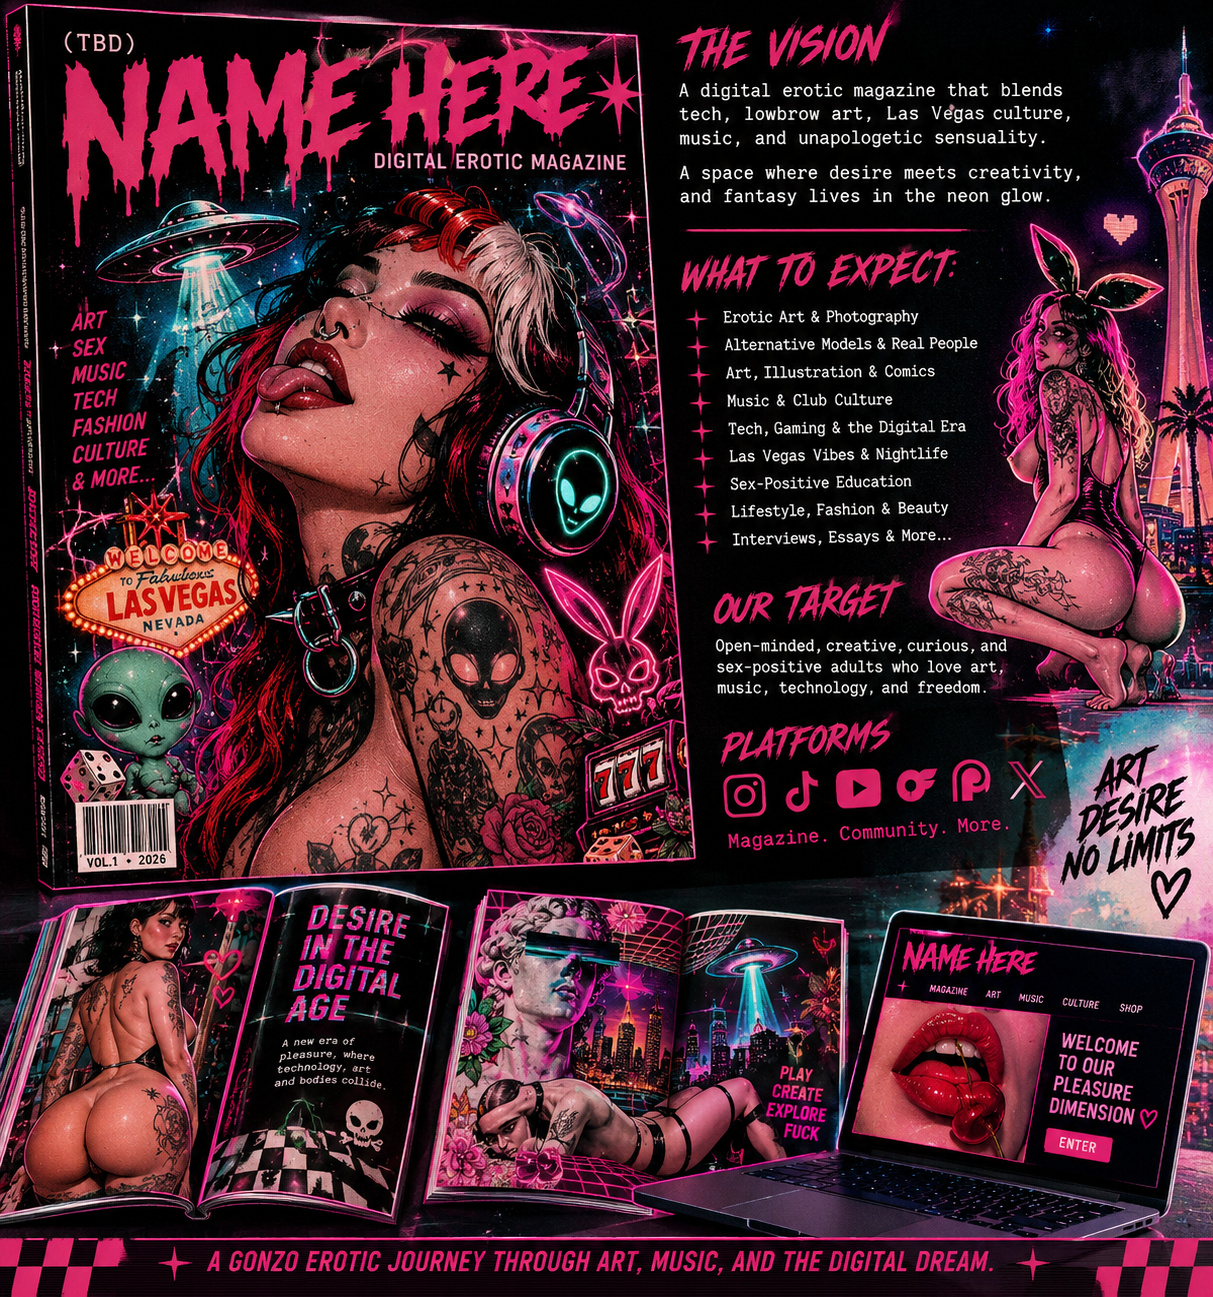 (TBD)
NAME HERE
DIGITAL EROTIC MAGAZINE
ART
SEX
MUSIC
TECH
FASHION
CULTURE
& MORE...
WELCOME
TO Fabulous
LAS VEGAS
NEVADA
777
VOL.1 • 2026
THE VISION
A digital erotic magazine that blends
tech, lowbrow art, Las Vegas culture,
music, and unapologetic sensuality.
A space where desire meets creativity,
and fantasy lives in the neon glow.
WHAT TO EXPECT:
Erotic Art & Photography
Alternative Models & Real People
Art, Illustration & Comics
Music & Club Culture
Tech, Gaming & the Digital Era
Las Vegas Vibes & Nightlife
Sex-Positive Education
Lifestyle, Fashion & Beauty
Interviews, Essays & More...
OUR TARGET
Open-minded, creative, curious, and
sex-positive adults who love art,
music, technology, and freedom.
PLATFORMS
Magazine. Community. More.
ART
DESIRE
NO LIMITS
DESIRE
IN THE
DIGITAL
AGE
A new era of
pleasure, where
technology, art
and bodies collide.
PLAY
CREATE
EXPLORE
FUCK
NAME HERE
MAGAZINE ART MUSIC CULTURE SHOP
WELCOME
TO OUR
PLEASURE
DIMENSION
ENTER
A GONZO EROTIC JOURNEY THROUGH ART, MUSIC, AND THE DIGITAL DREAM.